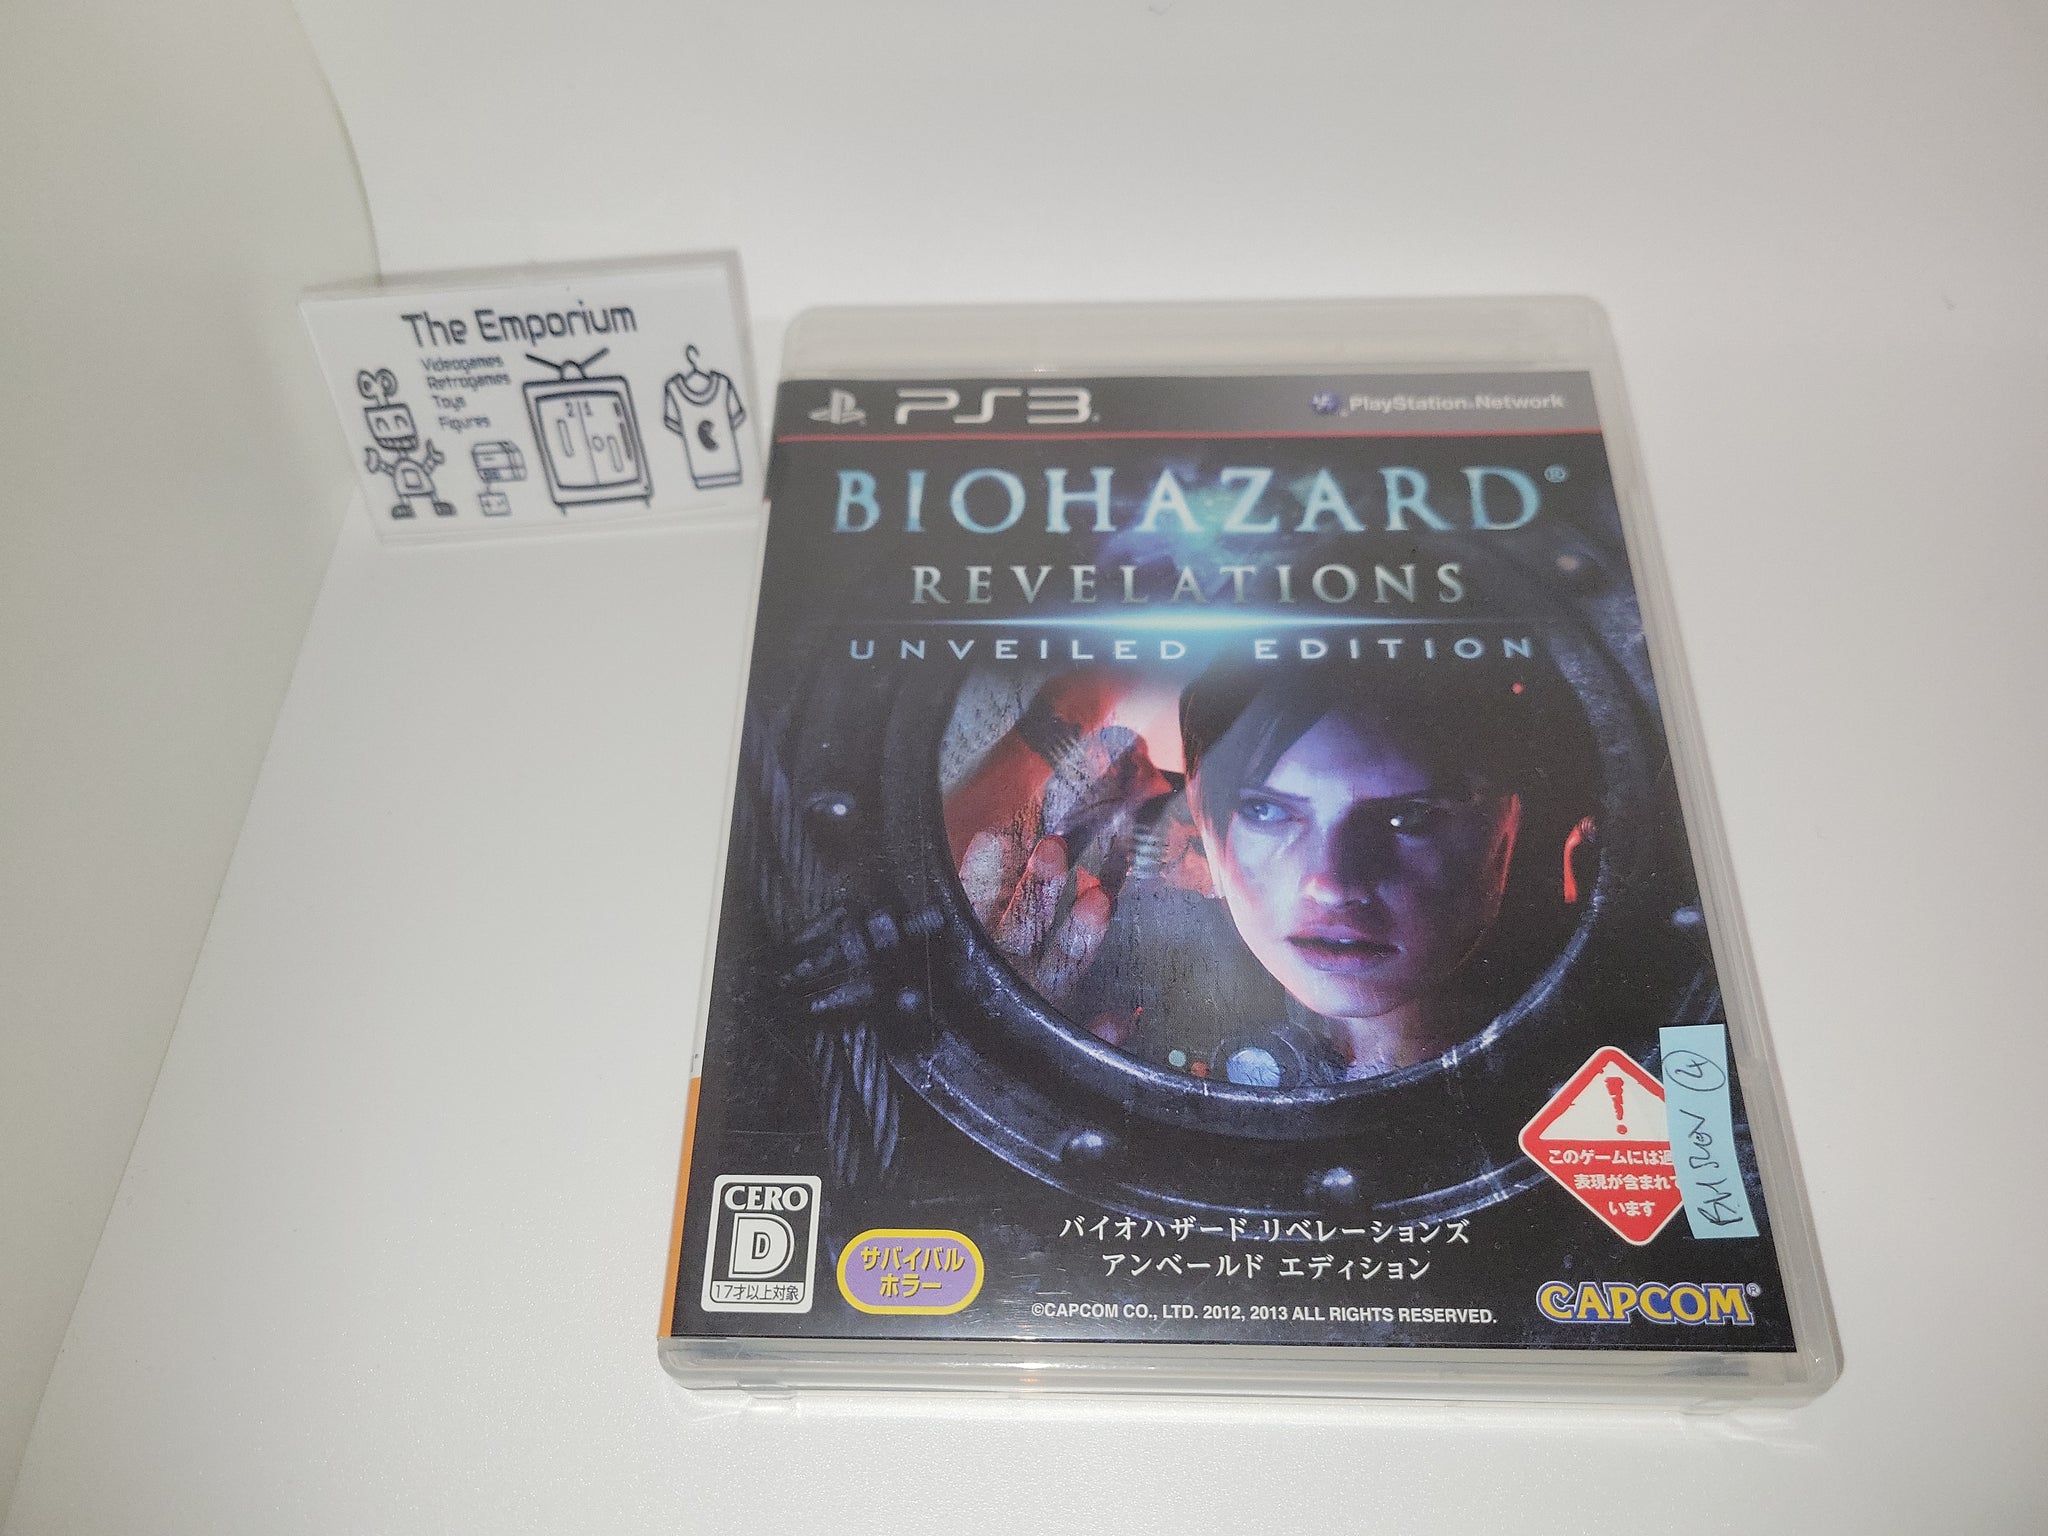 The Emporium
Videogames
Retrogames
Toys
Figures
PS3
PlayStation Network
BIOHAZARD®
REVELATIONS
UNVEILED EDITION
このゲームには過
表現が含まれて
います
CERO
D
17才以上対象
サバイバル
ホラー
バイオハザード リベレーションズ
アンベールド エディション
©CAPCOM CO., LTD. 2012, 2013 ALL RIGHTS RESERVED.
CAPCOM®